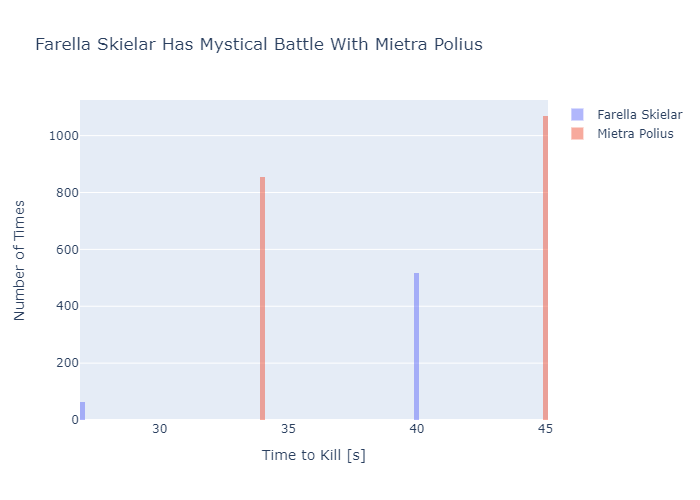 Farella Skielar Has Mystical Battle With Mietra Polius
Farella Skielar
Mietra Polius
Number of Times
1000
800
600
400
200
0
30 35 40 45
Time to Kill [s]